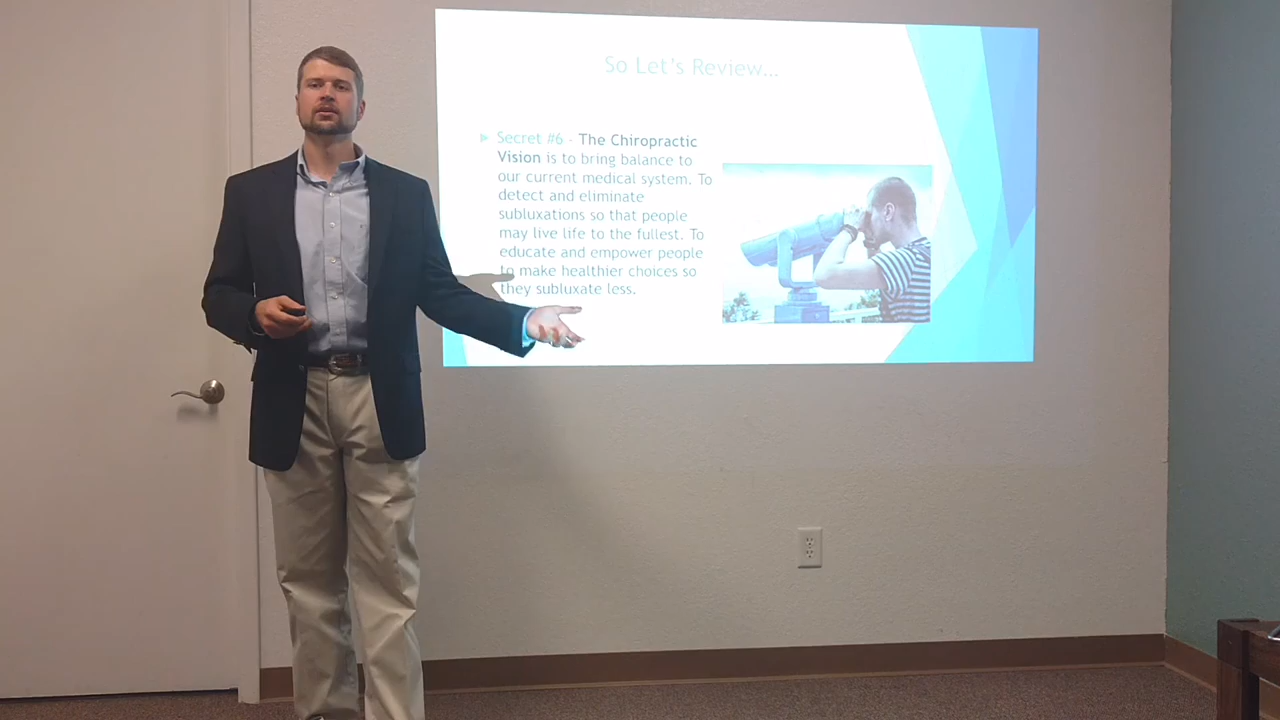 So Let's Review...
Secret #6 - The Chiropractic
Vision is to bring balance to
our current medical system. To
detect and eliminate
subluxations so that people
may live life to the fullest. To
educate and empower people
to make healthier choices so
they subluxate less.